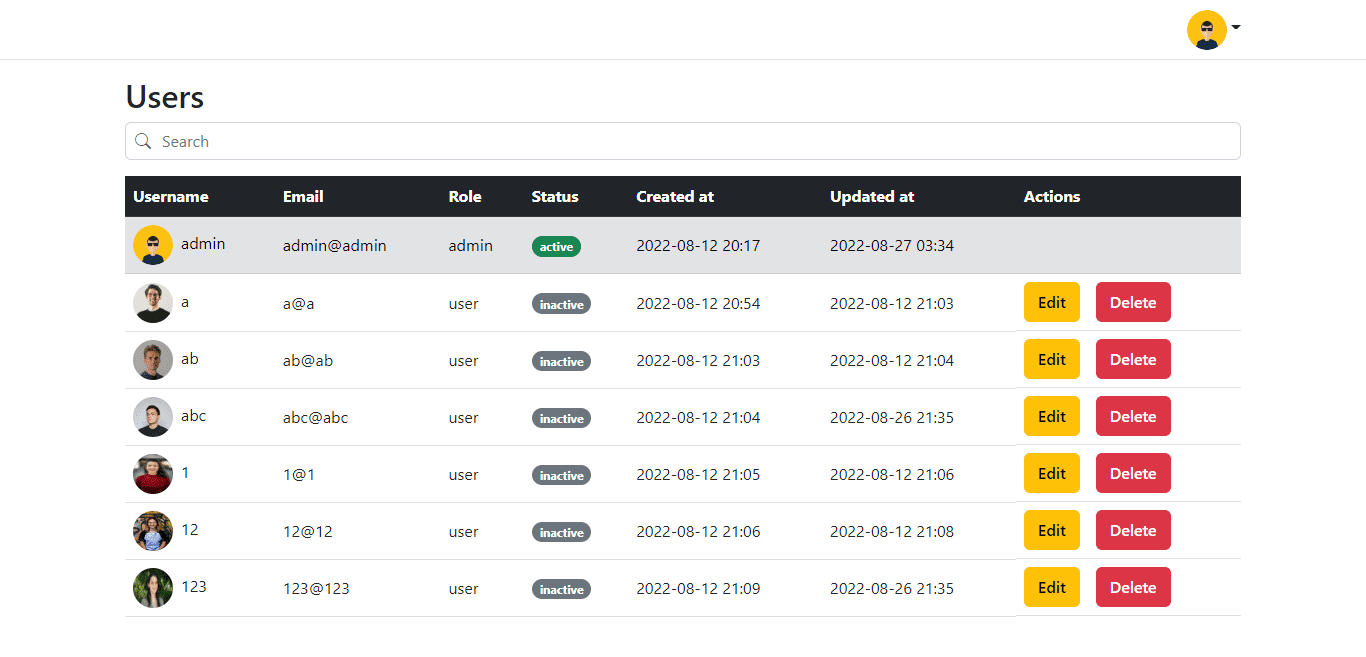 Users
Search
Username Email Role Status Created at Updated at Actions
admin admin@admin admin active 2022-08-12 20:17 2022-08-27 03:34
a a@a user inactive 2022-08-12 20:54 2022-08-12 21:03 Edit Delete
ab ab@ab user inactive 2022-08-12 21:03 2022-08-12 21:04 Edit Delete
abc abc@abc user inactive 2022-08-12 21:04 2022-08-26 21:35 Edit Delete
1 1@1 user inactive 2022-08-12 21:05 2022-08-12 21:06 Edit Delete
12 12@12 user inactive 2022-08-12 21:06 2022-08-12 21:08 Edit Delete
123 123@123 user inactive 2022-08-12 21:09 2022-08-26 21:35 Edit Delete